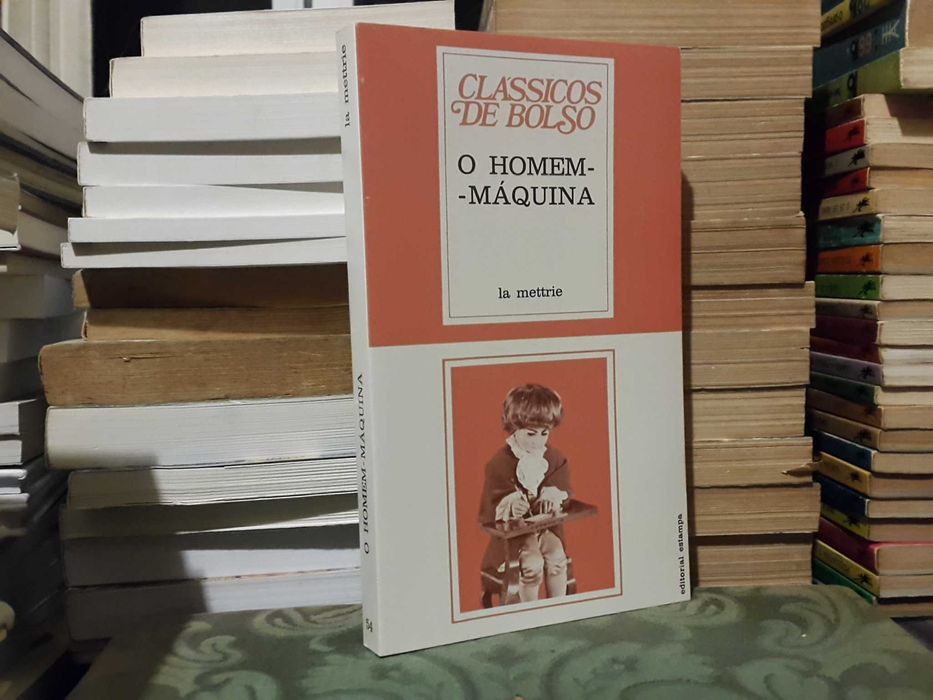 la mettrie
O HOMEM-MÁQUINA
54
CLÁSSICOS
DE BOLSO
O HOMEM-
-MÁQUINA
la mettrie
editorial estampa